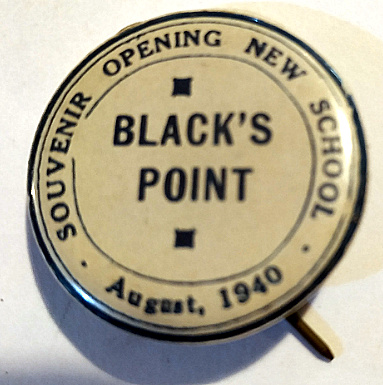 SOUVENIR OPENING NEW SCHOOL
BLACK'S
POINT
August, 1940